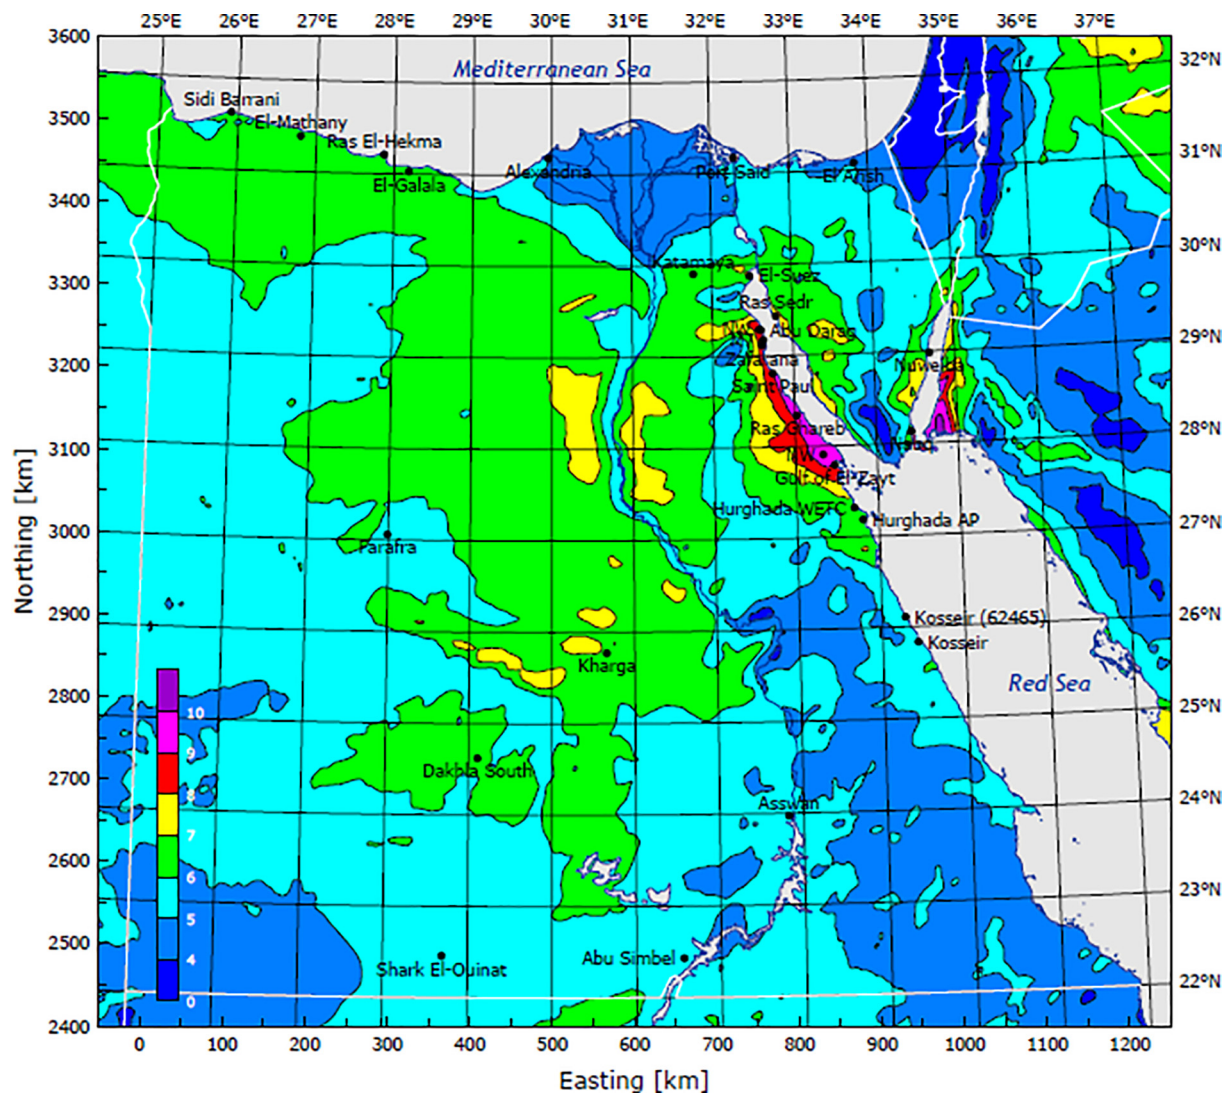 25°E 26°E 27°E 28°E 29°E 30°E 31°E 32°E 33°E 34°E 35°E 36°E 37°E
3600
Mediterranean Sea
32°N
Sidi Barrani
3500
El-Mathany
Ras El-Hekma
31°N
El-Galala
Alexandria
Port Said
El Arish
3400
30°N
Katamaya
El-Suez
3300
Ras Sedr
NW
Abu Darag
29°N
Zafarana
3200
Nuweiba
Saint Paul
Ras Ghareb
28°N
3100
Nabq
NW
Gulf of El-Zayt
Hurghada WETC
Hurghada AP
27°N
3000
Farafra
2900
Kosseir (62465)
26°N
Kosseir
Kharga
Red Sea
2800
25°N
10
9
8
7
6
5
4
0
Dakhla South
2700
Asswan
24°N
2600
23°N
2500
Shark El-Ouinat
Abu Simbel
22°N
2400
0 100 200 300 400 500 600 700 800 900 1000 1100 1200
Easting [km]
Northing [km]